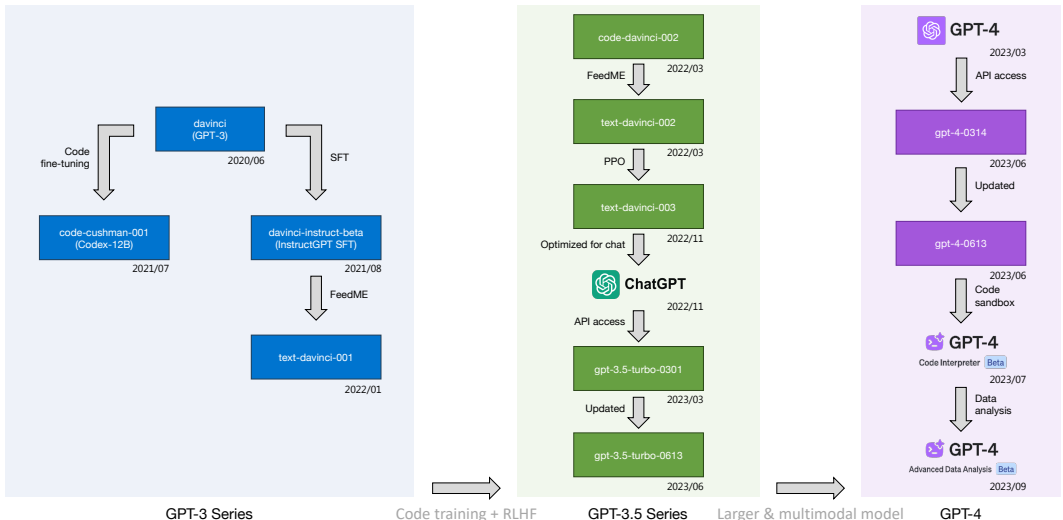 davinci
(GPT-3)
2020/06
Code
fine-tuning
SFT
code-cushman-001
(Codex-12B)
2021/07
davinci-instruct-beta
(InstructGPT SFT)
2021/08
FeedME
text-davinci-001
2022/01
GPT-3 Series
Code training + RLHF
code-davinci-002
2022/03
FeedME
text-davinci-002
2022/03
PPO
text-davinci-003
2022/11
Optimized for chat
ChatGPT
2022/11
API access
gpt-3.5-turbo-0301
2023/03
Updated
gpt-3.5-turbo-0613
2023/06
GPT-3.5 Series
Larger & multimodal model
GPT-4
2023/03
API access
gpt-4-0314
2023/06
Updated
gpt-4-0613
2023/06
Code
sandbox
GPT-4
Code Interpreter Beta
2023/07
Data
analysis
GPT-4
Advanced Data Analysis Beta
2023/09
GPT-4